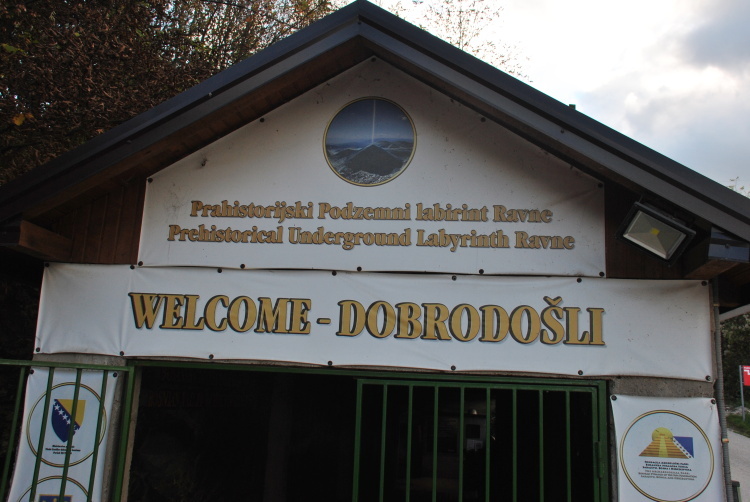 Prahistorijski Podzemni labirint Ravne
Prehistorical Underground Labyrinth Ravne
WELCOME - DOBRODOŠLI